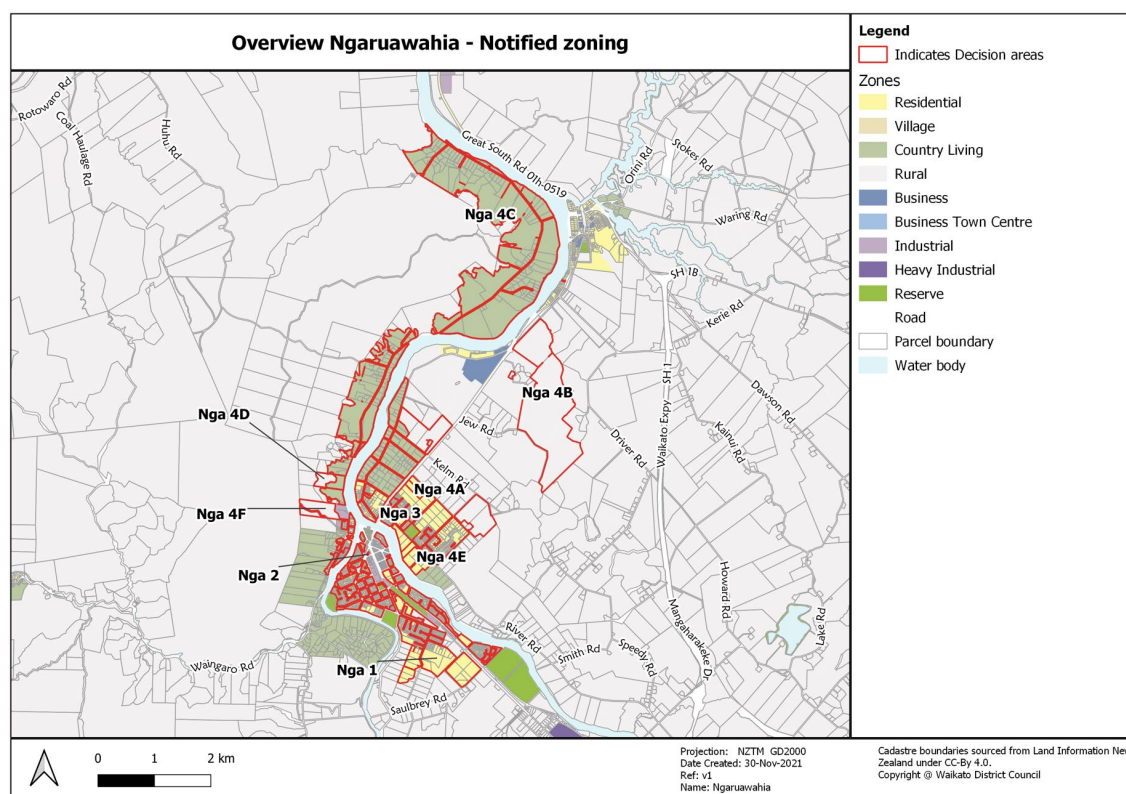 Overview Ngaruawahia - Notified zoning
Rotowaro Rd
Coal Haulage Rd
Huhu Rd
Great South Rd 01h-0519
Orini Rd
Stokes Rd
Waring Rd
Nga 4C
SH 1B
Kerie Rd
Nga 4B
SH 1
Waikato Expy
Dawson Rd
Kainui Rd
Jew Rd
Driver Rd
Nga 4D
Kelm Rd
Nga 4A
Nga 4F
Nga 3
Nga 4E
Nga 2
Howard Rd
Lake Rd
Mangaharakeke Dr
River Rd
Smith Rd
Speedy Rd
Waingaro Rd
Nga 1
Saulbrey Rd
Legend
Indicates Decision areas
Zones
Residential
Village
Country Living
Rural
Business
Business Town Centre
Industrial
Heavy Industrial
Reserve
Road
Parcel boundary
Water body
0 1 2 km
Projection: NZTM GD2000
Date Created: 30-Nov-2021
Ref: v1
Name: Ngaruawahia
Cadastre boundaries sourced from Land Information New
Zealand under CC-By 4.0.
Copyright @ Waikato District Council